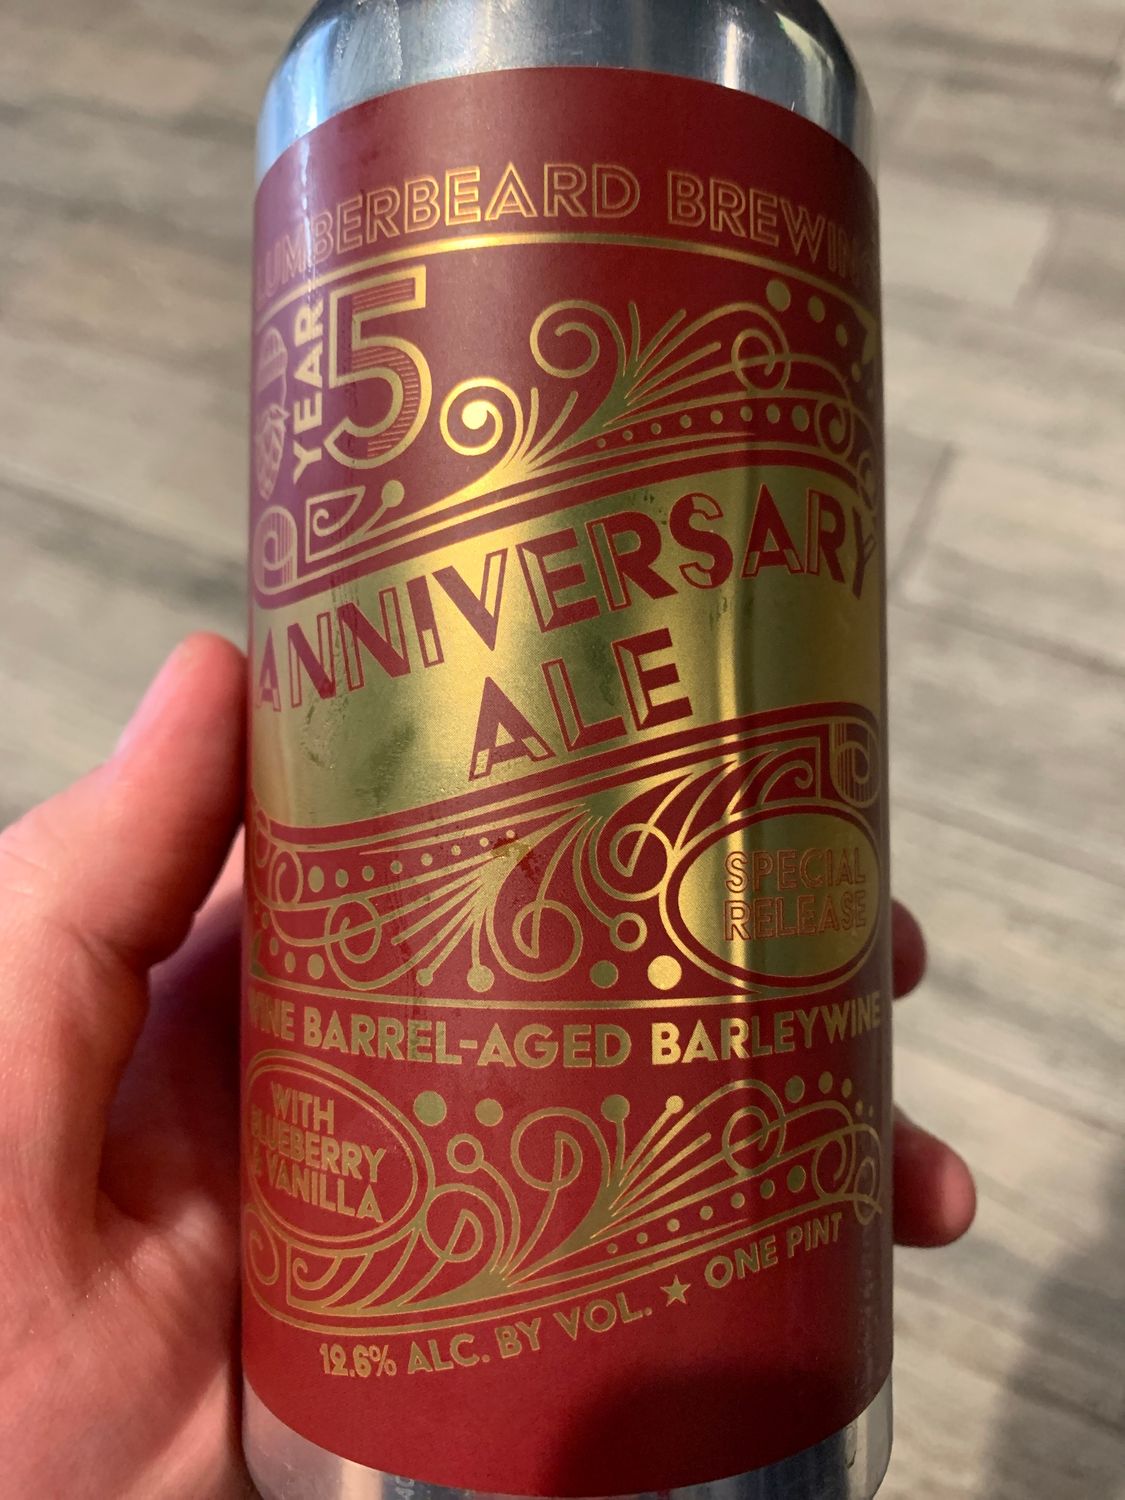 LUMBERBEARD BREWING
YEAR 5
ANNIVERSARY
ALE
SPECIAL
RELEASE
WINE BARREL-AGED BARLEYWINE
WITH
BLUEBERRY
& VANILLA
12.6% ALC. BY VOL. ★ ONE PINT